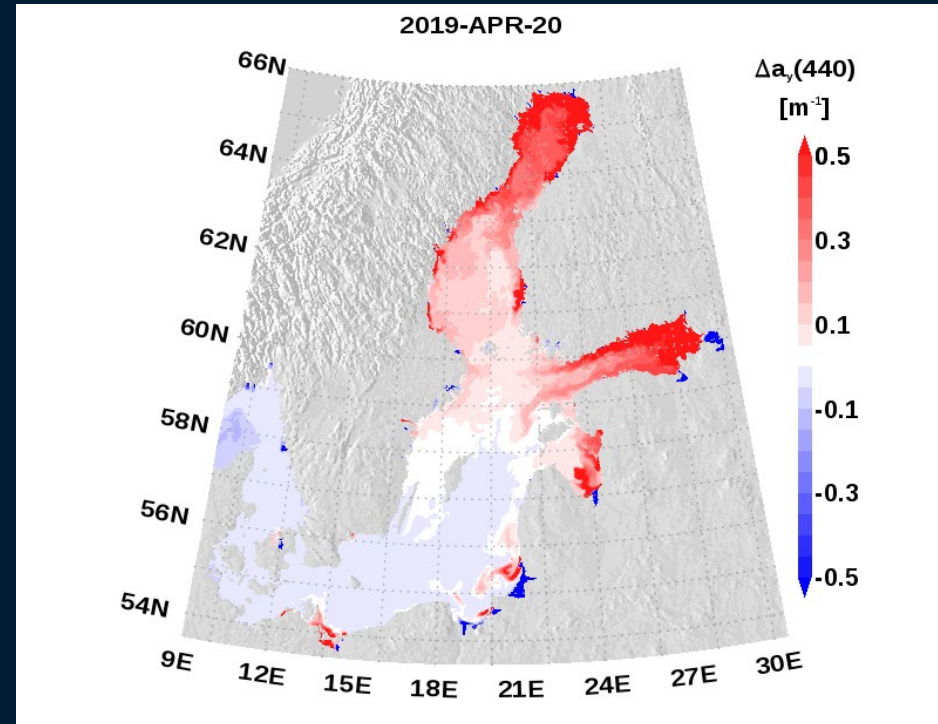 2019-APR-20
66N
64N
62N
60N
58N
56N
54N
9E
12E
15E
18E
21E
24E
27E
30E
Δaᵧ(440)
[m⁻¹]
0.5
0.3
0.1
-0.1
-0.3
-0.5